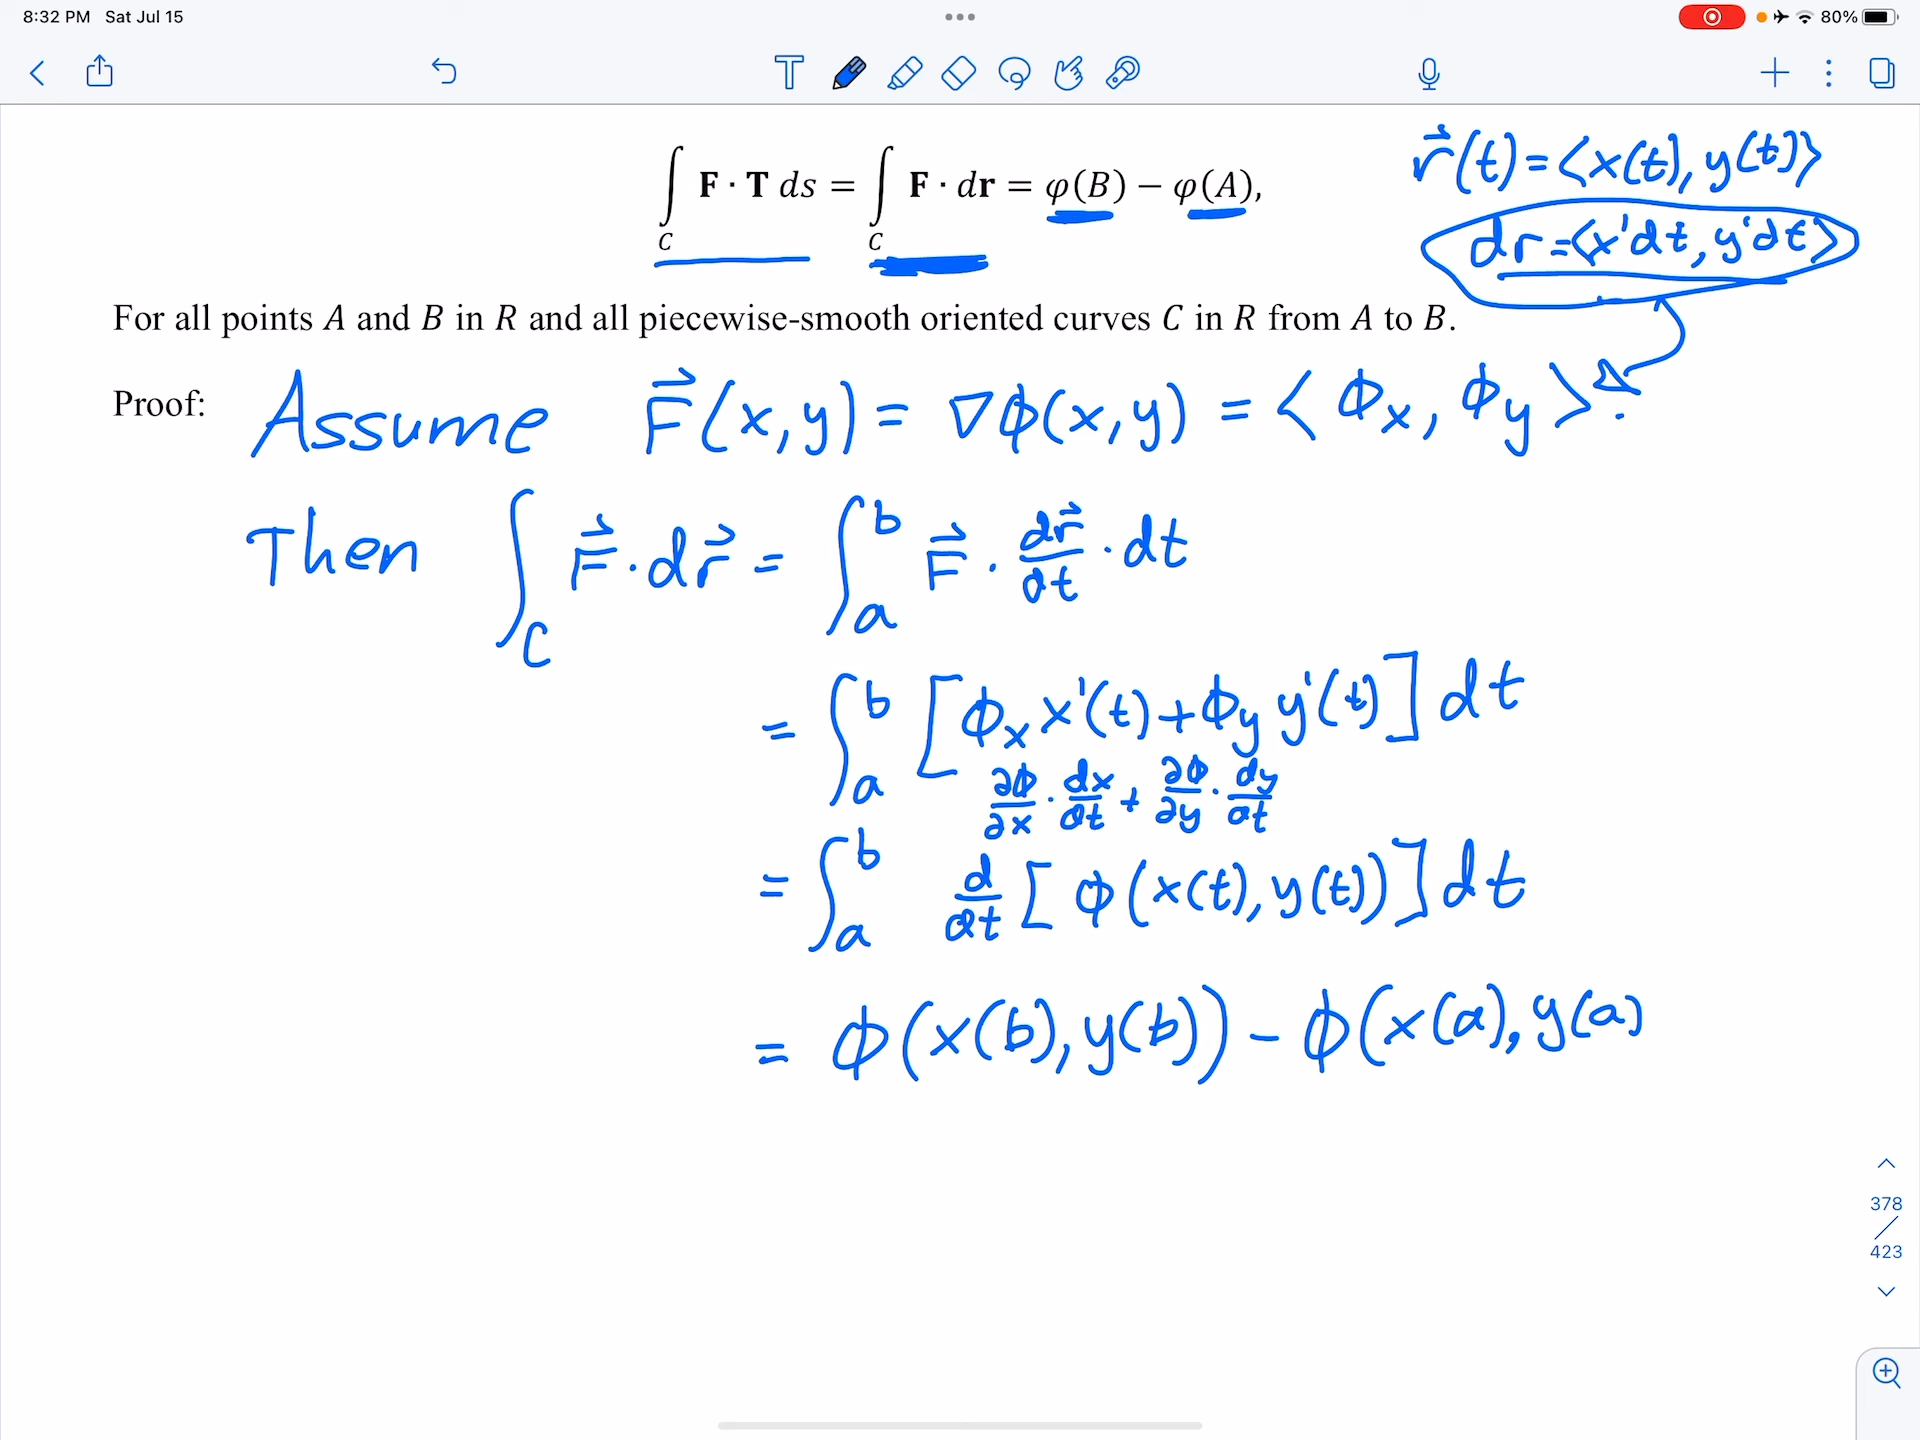 8:32 PM Sat Jul 15
80%
∫_C F · T ds = ∫_C F · dr = φ(B) − φ(A),
r⃗(t)=⟨x(t), y(t)⟩
dr=⟨x'dt, y'dt⟩
For all points A and B in R and all piecewise-smooth oriented curves C in R from A to B.
Proof: Assume F⃗(x,y) = ∇ϕ(x,y) = ⟨ϕx, ϕy⟩.
Then ∫_C F⃗·dr⃗ = ∫_a^b F⃗ · dr⃗/dt · dt
= ∫_a^b [ϕx x'(t)+ϕy y'(t)] dt
∂ϕ/∂x · dx/dt + ∂ϕ/∂y · dy/dt
= ∫_a^b d/dt [ϕ(x(t), y(t))] dt
= ϕ(x(b), y(b)) − ϕ(x(a), y(a)
378
/
423